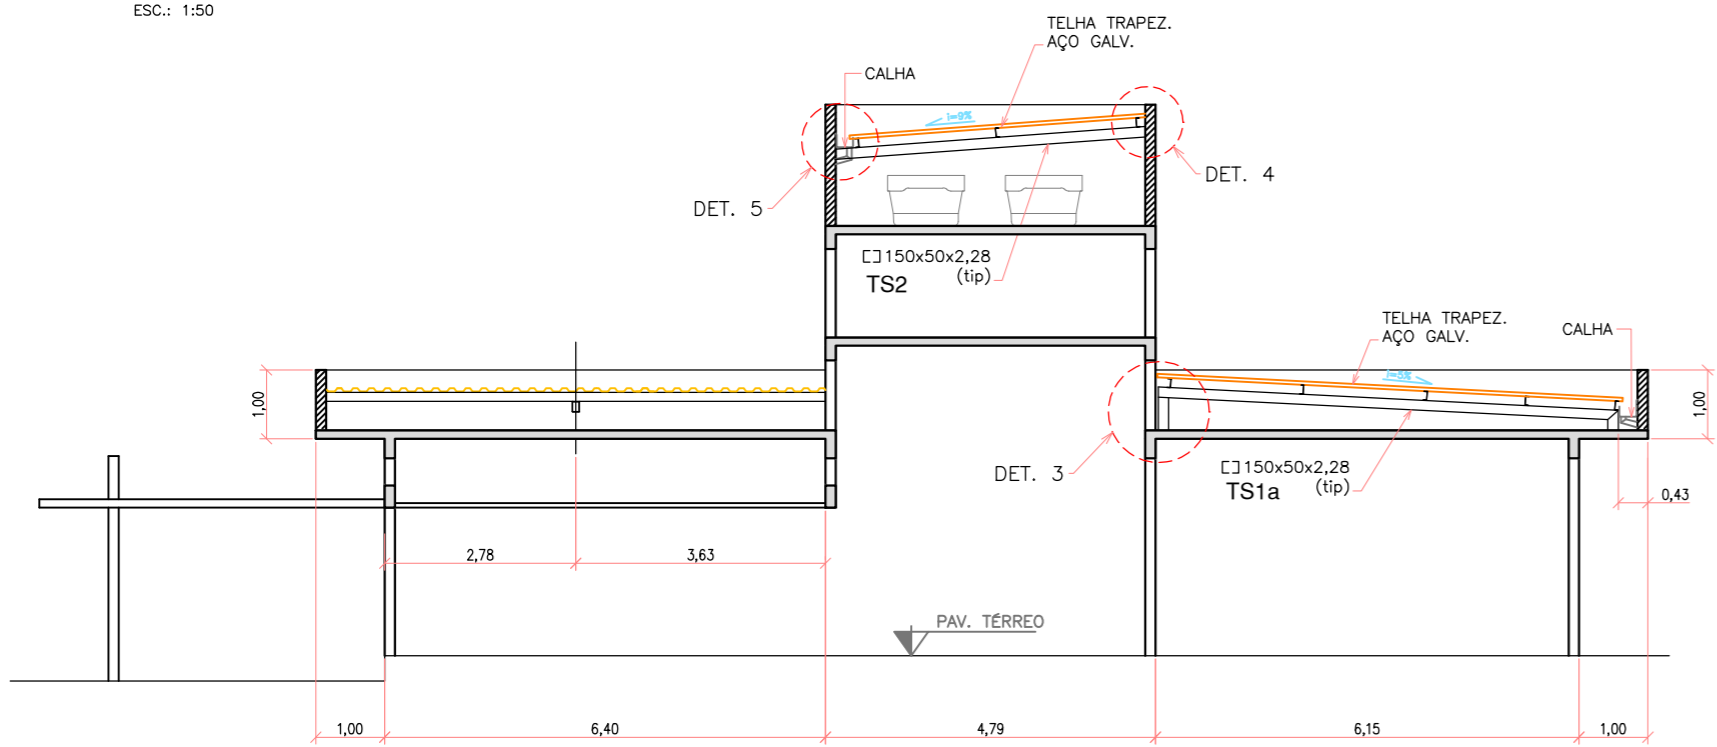 ESC.: 1:50
TELHA TRAPEZ.
AÇO GALV.
CALHA
i=9%
DET. 4
DET. 5
[]150x50x2,28
(tip)
TS2
TELHA TRAPEZ.
AÇO GALV.
CALHA
i=5%
1,00
1,00
DET. 3
[]150x50x2,28
(tip)
TS1a
0,43
2,78
3,63
PAV. TÉRREO
1,00
6,40
4,79
6,15
1,00